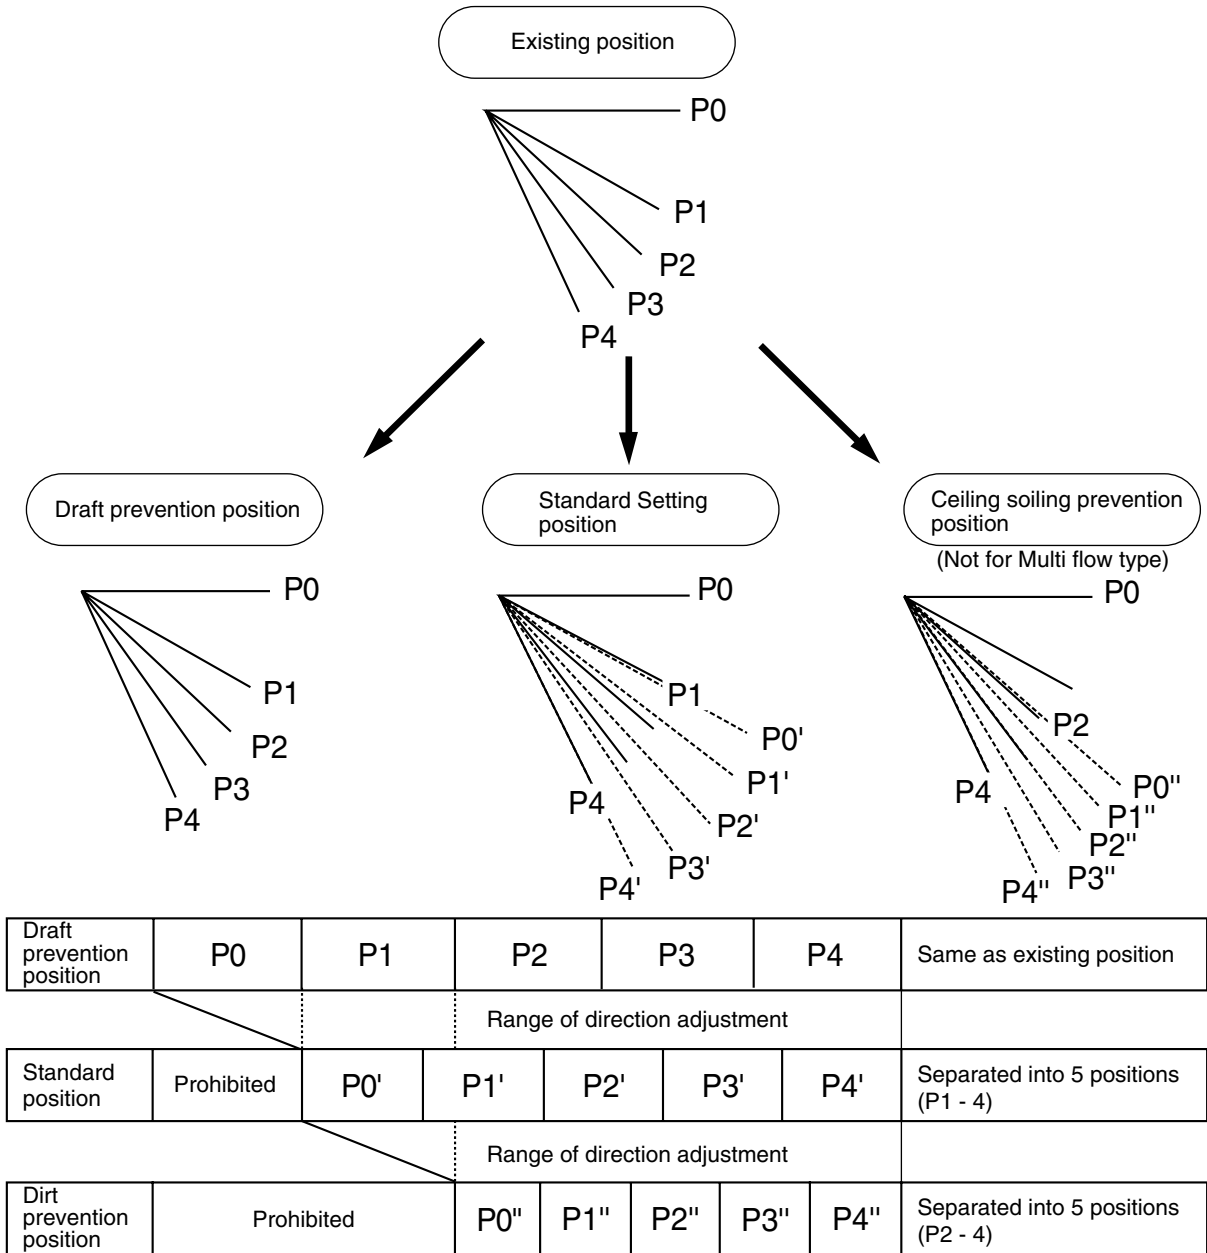 Existing position
P0
P1
P2
P3
P4
Draft prevention position
Standard Setting
position
Ceiling soiling prevention
position
(Not for Multi flow type)
P0
P1
P2
P3
P4
P0
P1
P0'
P1'
P2'
P3'
P4
P4'
P0
P2
P0"
P1"
P2"
P3"
P4
P4"
Draft
prevention
position
P0
P1
P2
P3
P4
Same as existing position
Range of direction adjustment
Standard
position
Prohibited
P0'
P1'
P2'
P3'
P4'
Separated into 5 positions
(P1 - 4)
Range of direction adjustment
Dirt
prevention
position
Prohibited
P0"
P1"
P2"
P3"
P4"
Separated into 5 positions
(P2 - 4)